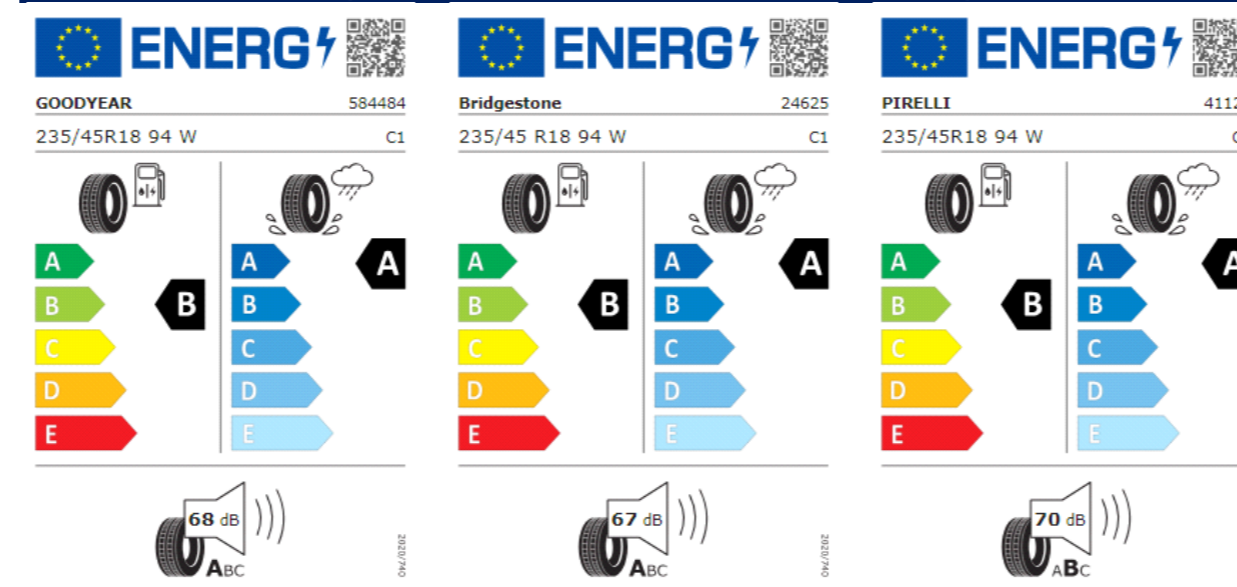 ENERG
GOODYEAR 584484
235/45R18 94 W C1
A A A
B B B
C C
D D
E E
68 dB
ABC
2020/740
ENERG
Bridgestone 24625
235/45 R18 94 W C1
A A A
B B B
C C
D D
E E
67 dB
ABC
2020/740
ENERG
PIRELLI 4112
235/45R18 94 W
A A A
B B B
C C
D D
E E
70 dB
ABC